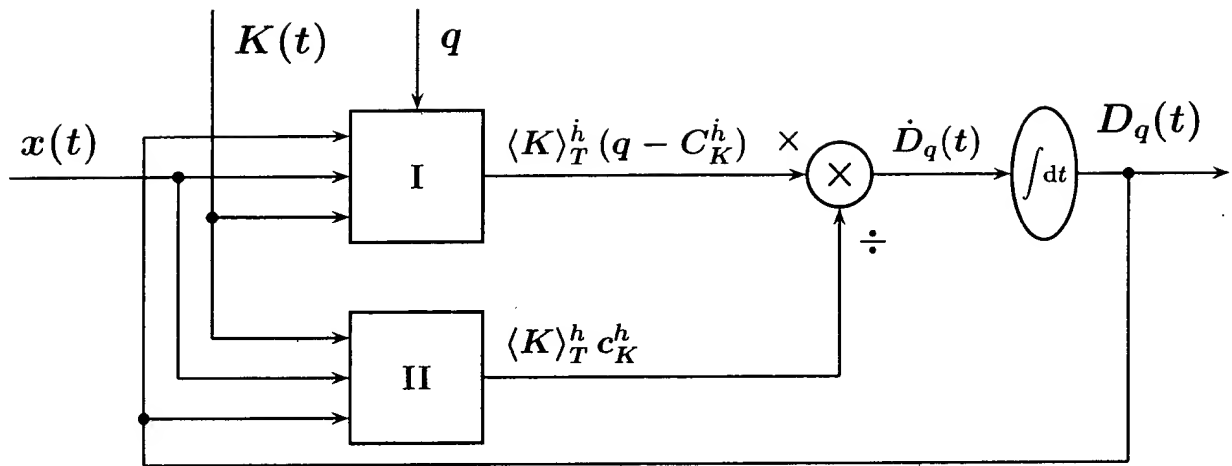 K(t)
q
x(t)
I
⟨K⟩_T^ḣ (q − C_K^ḣ)
×
×
Ḋ_q(t)
∫dt
D_q(t)
÷
II
⟨K⟩_T^h c_K^h